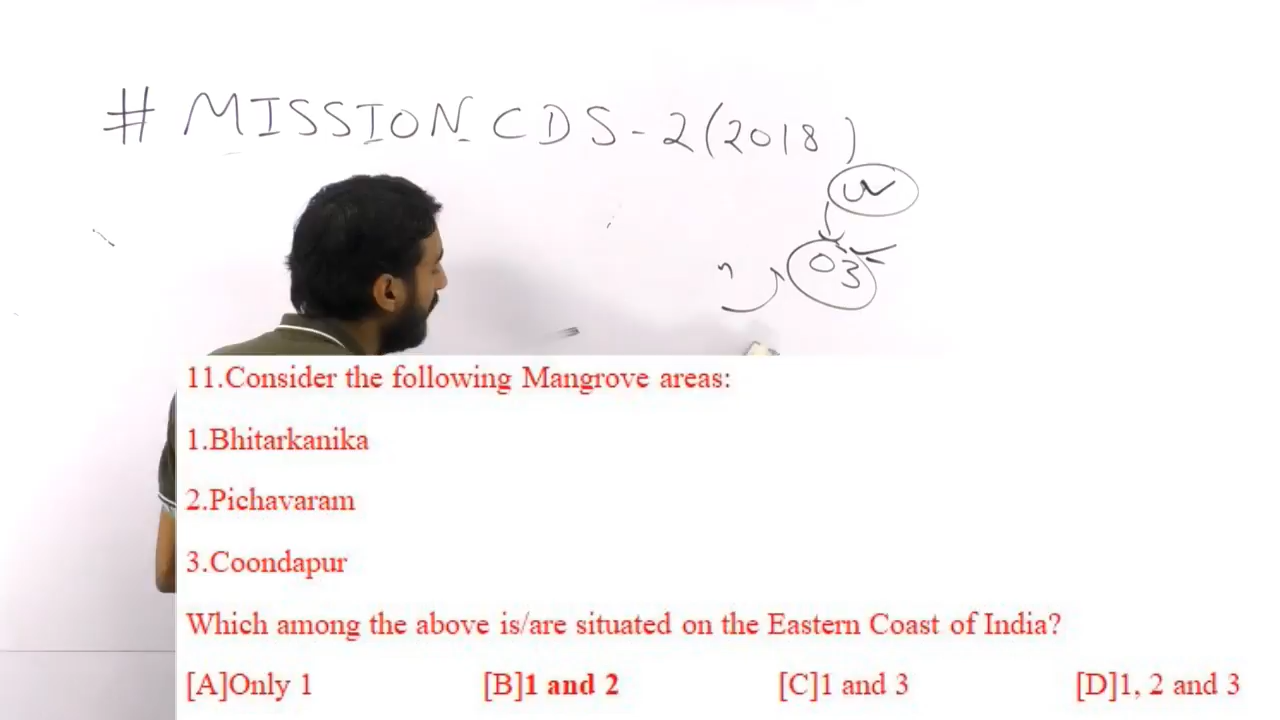 # MISSION CDS-2(2018)
03
11.Consider the following Mangrove areas:
1.Bhitarkanika
2.Pichavaram
3.Coondapur
Which among the above is/are situated on the Eastern Coast of India?
[A]Only 1 [B]1 and 2 [C]1 and 3 [D]1, 2 and 3